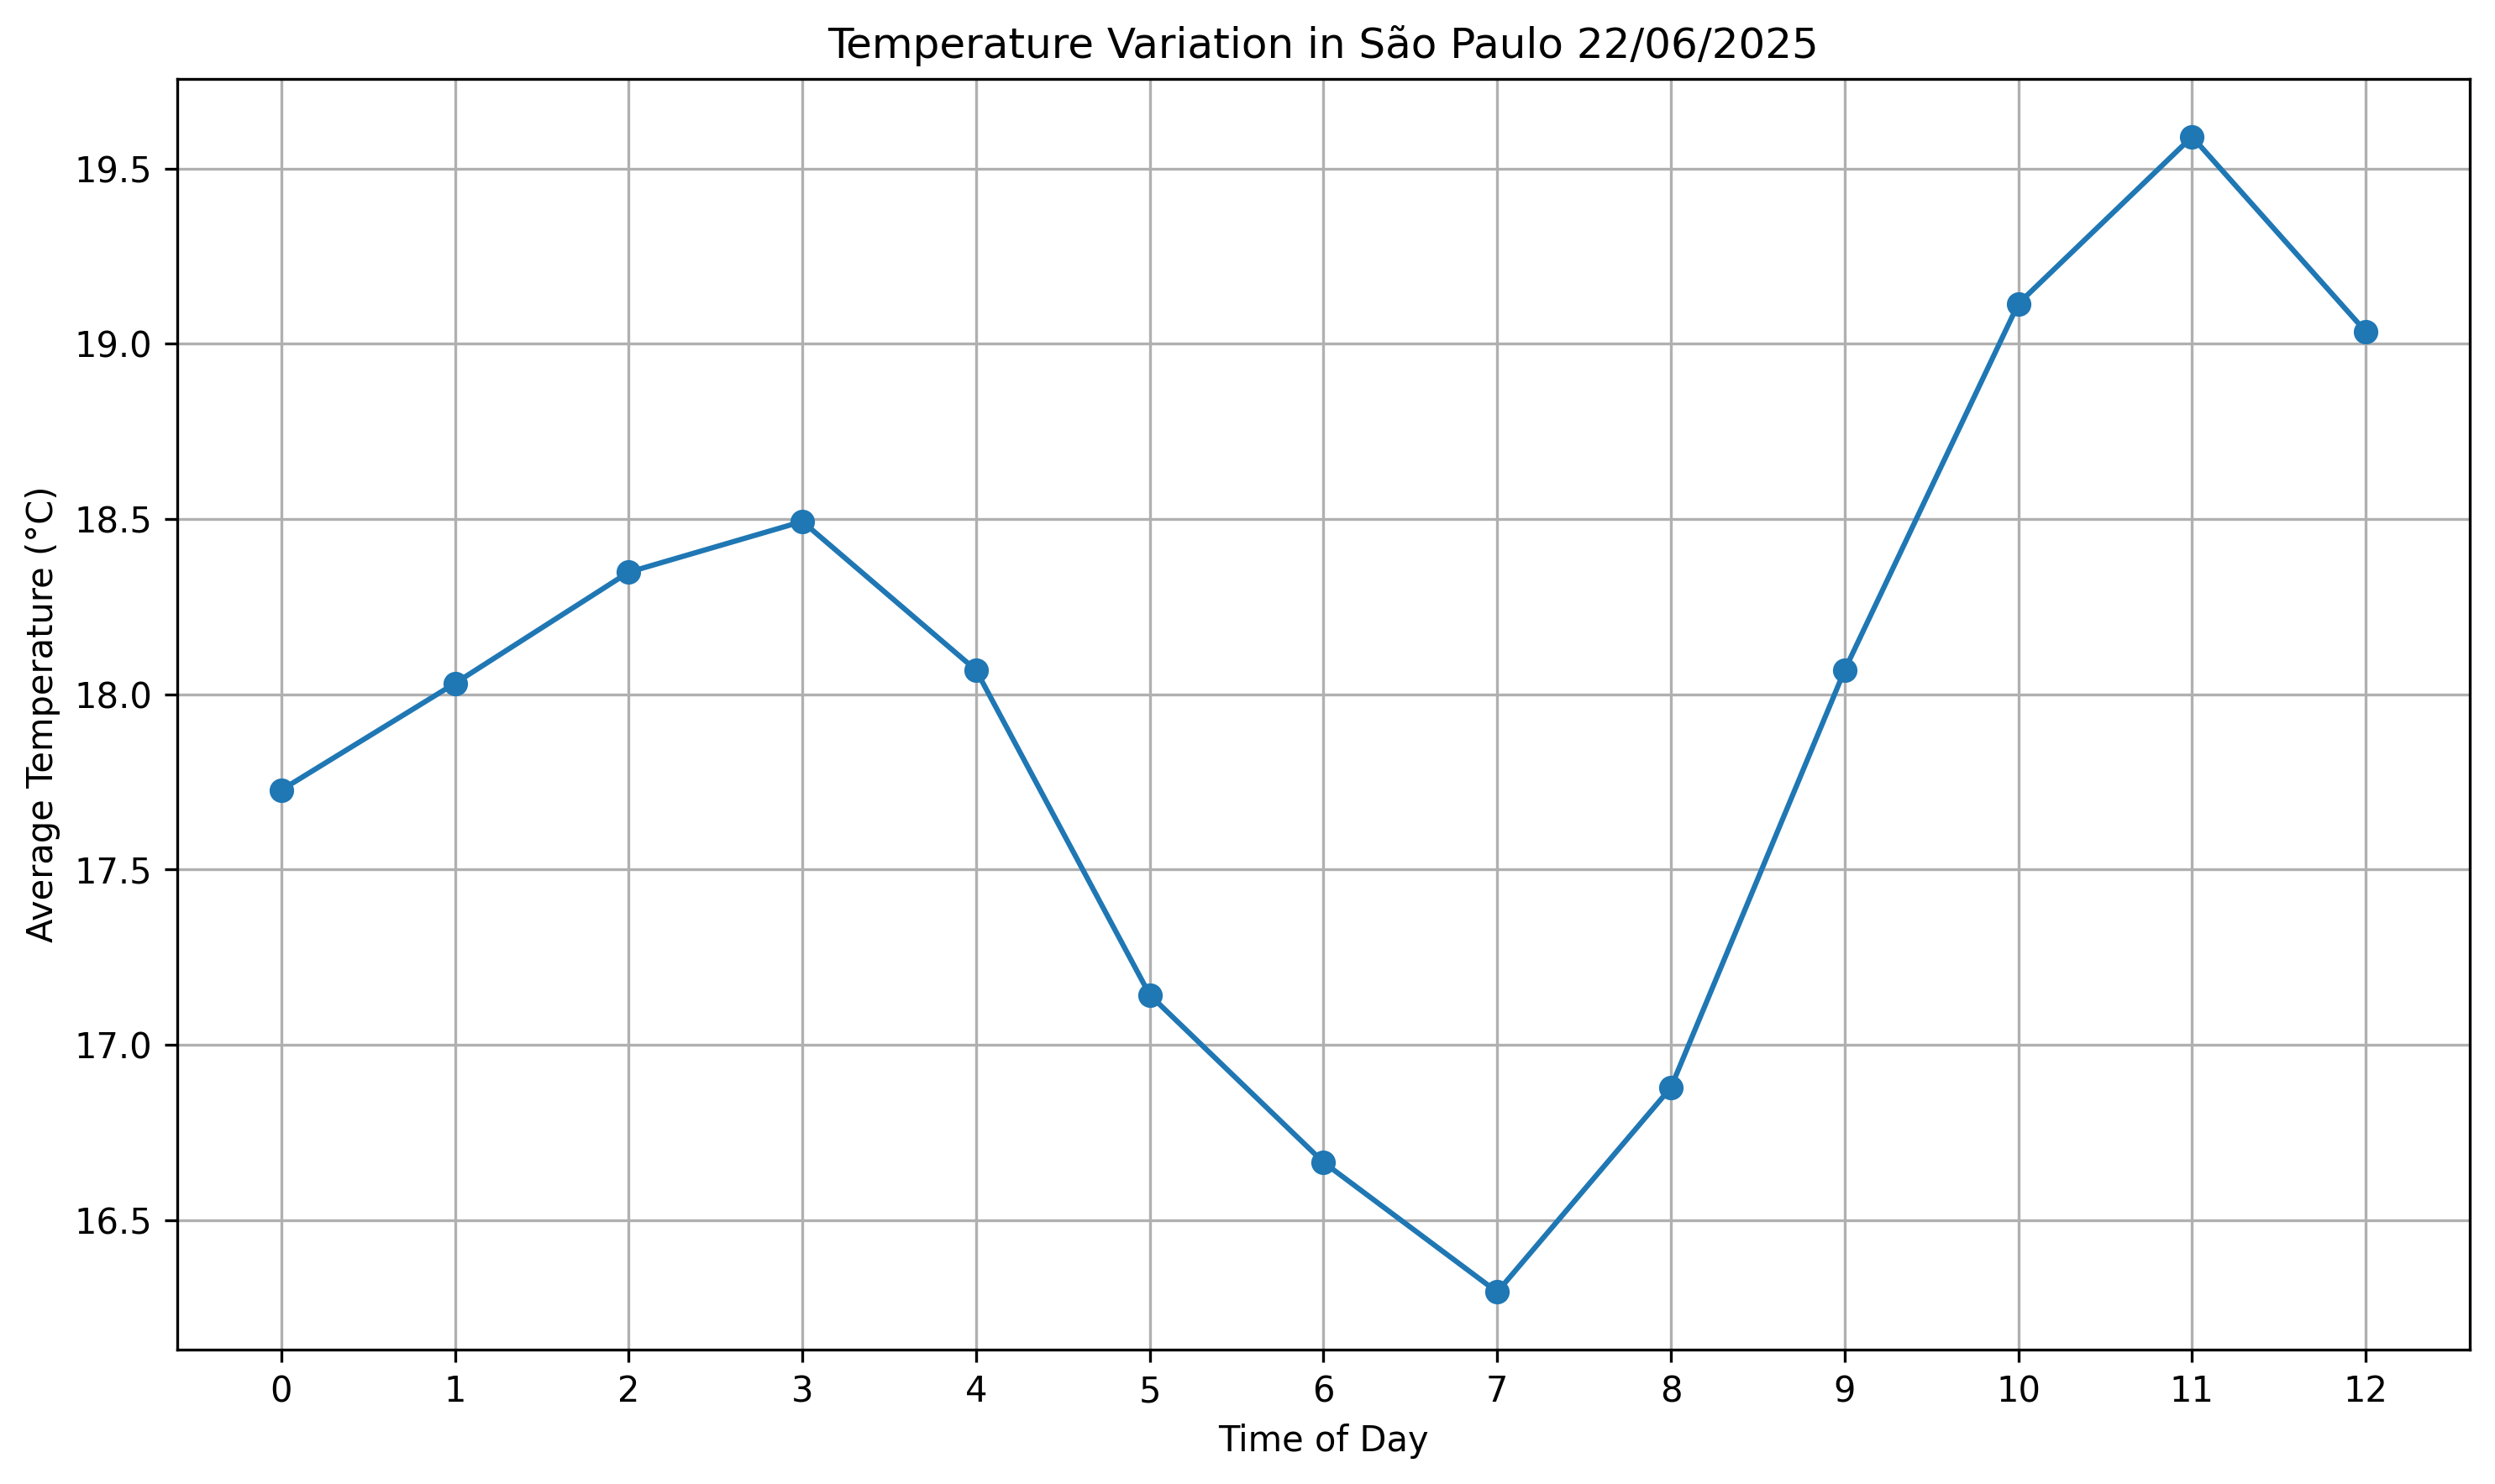 Temperature Variation in São Paulo 22/06/2025
Average Temperature (°C)
19.5
19.0
18.5
18.0
17.5
17.0
16.5
0 1 2 3 4 5 6 7 8 9 10 11 12
Time of Day